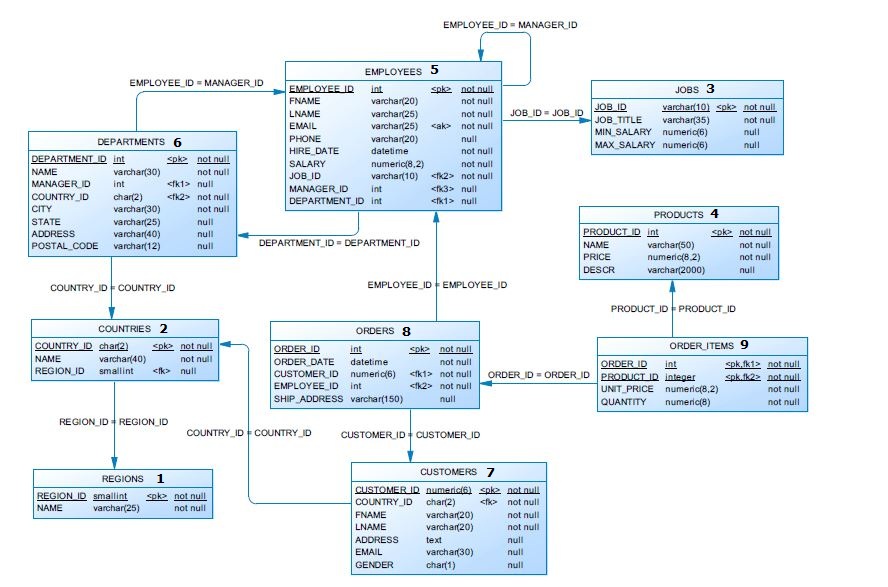 EMPLOYEE_ID = MANAGER_ID
EMPLOYEE_ID = MANAGER_ID
EMPLOYEES 5
EMPLOYEE_ID int <pk> not null
FNAME varchar(20) not null
LNAME varchar(25) not null
EMAIL varchar(25) <ak> not null
PHONE varchar(20) null
HIRE_DATE datetime not null
SALARY numeric(8,2) not null
JOB_ID varchar(10) <fk2> not null
MANAGER_ID int <fk3> null
DEPARTMENT_ID int <fk1> null
JOB_ID = JOB_ID
JOBS 3
JOB_ID varchar(10) <pk> not null
JOB_TITLE varchar(35) not null
MIN_SALARY numeric(6) null
MAX_SALARY numeric(6) null
DEPARTMENTS 6
DEPARTMENT_ID int <pk> not null
NAME varchar(30) not null
MANAGER_ID int <fk1> null
COUNTRY_ID char(2) <fk2> not null
CITY varchar(30) not null
STATE varchar(25) null
ADDRESS varchar(40) null
POSTAL_CODE varchar(12) null
DEPARTMENT_ID = DEPARTMENT_ID
PRODUCTS 4
PRODUCT_ID int <pk> not null
NAME varchar(50) not null
PRICE numeric(8,2) not null
DESCR varchar(2000) null
COUNTRY_ID = COUNTRY_ID
EMPLOYEE_ID = EMPLOYEE_ID
PRODUCT_ID = PRODUCT_ID
COUNTRIES 2
COUNTRY_ID char(2) <pk> not null
NAME varchar(40) not null
REGION_ID smallint <fk> null
ORDERS 8
ORDER_ID int <pk> not null
ORDER_DATE datetime not null
CUSTOMER_ID numeric(6) <fk1> not null
EMPLOYEE_ID int <fk2> not null
SHIP_ADDRESS varchar(150) null
ORDER_ID = ORDER_ID
ORDER_ITEMS 9
ORDER_ID int <pk,fk1> not null
PRODUCT_ID integer <pk,fk2> not null
UNIT_PRICE numeric(8,2) not null
QUANTITY numeric(8) not null
REGION_ID = REGION_ID
COUNTRY_ID = COUNTRY_ID
CUSTOMER_ID = CUSTOMER_ID
REGIONS 1
REGION_ID smallint <pk> not null
NAME varchar(25) not null
CUSTOMERS 7
CUSTOMER_ID numeric(6) <pk> not null
COUNTRY_ID char(2) <fk> not null
FNAME varchar(20) not null
LNAME varchar(20) not null
ADDRESS text null
EMAIL varchar(30) null
GENDER char(1) null